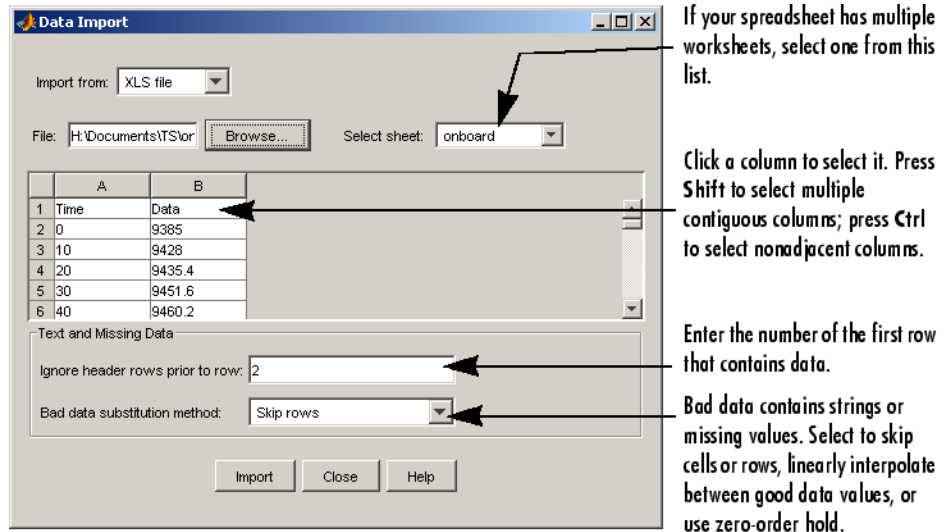 Data Import
Import from: XLS file
File: H:\Documents\TS\or Browse... Select sheet: onboard
A B
1 Time Data
2 0 9385
3 10 9428
4 20 9435.4
5 30 9451.6
6 40 9460.2
Text and Missing Data
Ignore header rows prior to row: 2
Bad data substitution method: Skip rows
Import Close Help
If your spreadsheet has multiple
worksheets, select one from this
list.
Click a column to select it. Press
Shift to select multiple
contiguous columns; press Ctrl
to select nonadjacent columns.
Enter the number of the first row
that contains data.
Bad data contains strings or
missing values. Select to skip
cells or rows, linearly interpolate
between good data values, or
use zero-order hold.